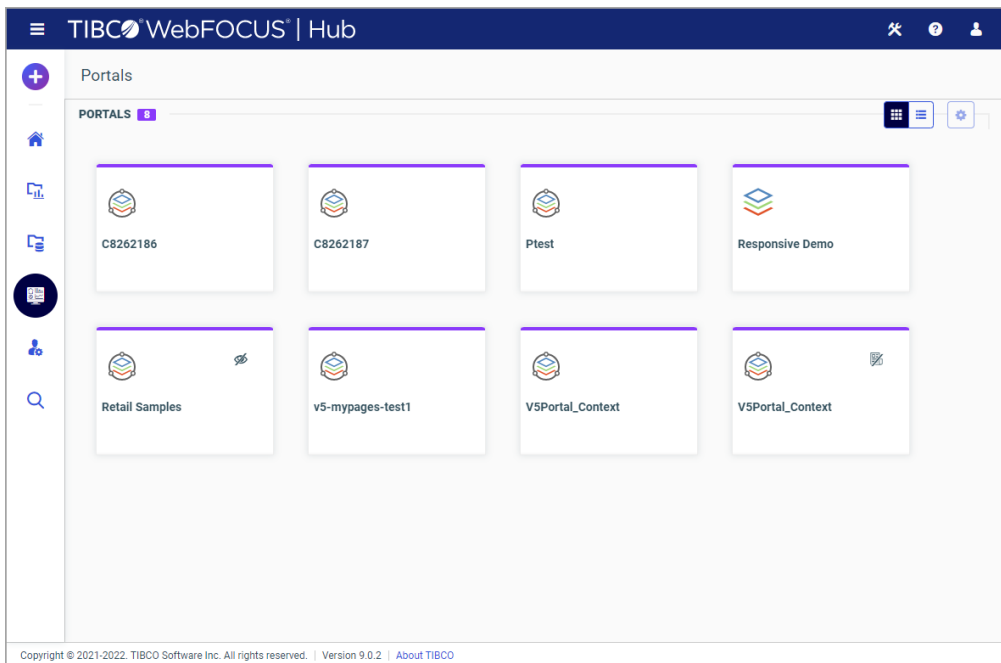 TIBCO® WebFOCUS® | Hub
Portals
PORTALS 8
C8262186
C8262187
Ptest
Responsive Demo
Retail Samples
v5-mypages-test1
V5Portal_Context
V5Portal_Context
Copyright © 2021-2022. TIBCO Software Inc. All rights reserved. | Version 9.0.2 | About TIBCO